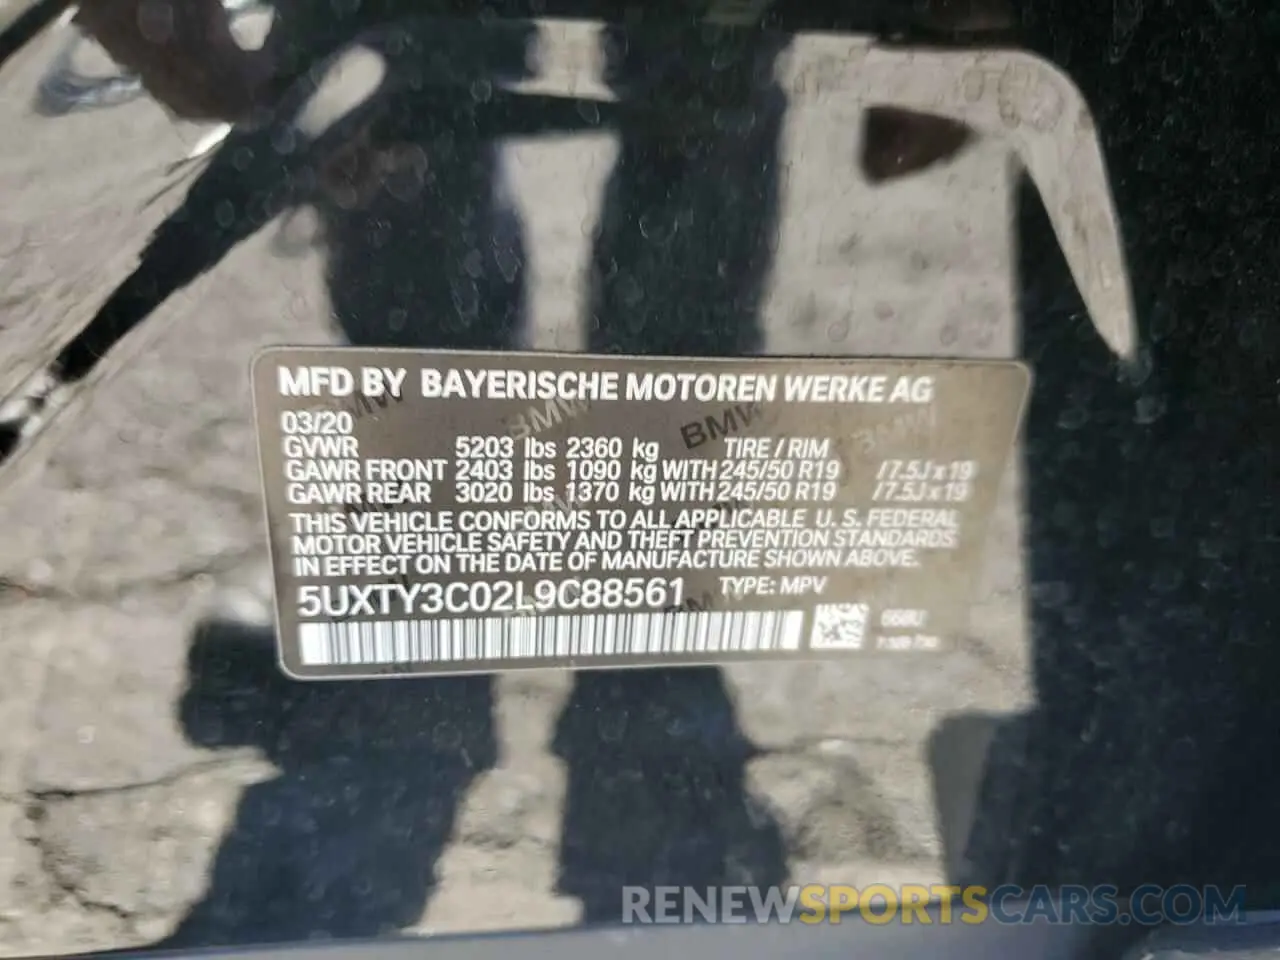 MFD BY BAYERISCHE MOTOREN WERKE AG
03/20
GVWR 5203 lbs 2360 kg TIRE / RIM
GAWR FRONT 2403 lbs 1090 kg WITH 245/50 R19 /7.5J x 19
GAWR REAR 3020 lbs 1370 kg WITH 245/50 R19 /7.5J x 19
THIS VEHICLE CONFORMS TO ALL APPLICABLE U. S. FEDERAL
MOTOR VEHICLE SAFETY AND THEFT PREVENTION STANDARDS
IN EFFECT ON THE DATE OF MANUFACTURE SHOWN ABOVE.
5UXTY3C02L9C88561 TYPE: MPV
RENEWSPORTSCARS.COM